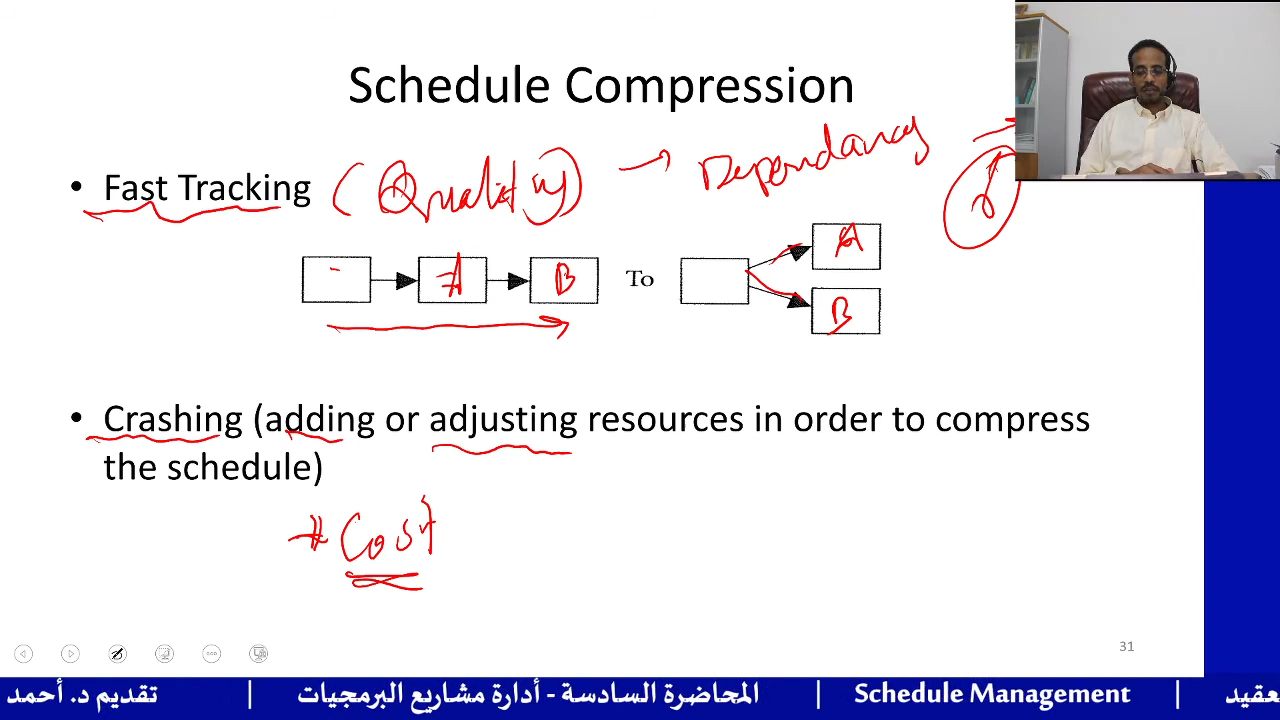 Schedule Compression
• Fast Tracking (Quality) → Dependancy
A B To A
B
• Crashing (adding or adjusting resources in order to compress
the schedule)
Cost
31
تقديم د. أحمد | المحاضرة السادسة - أدارة مشاريع البرمجيات | Schedule Management | عقيد